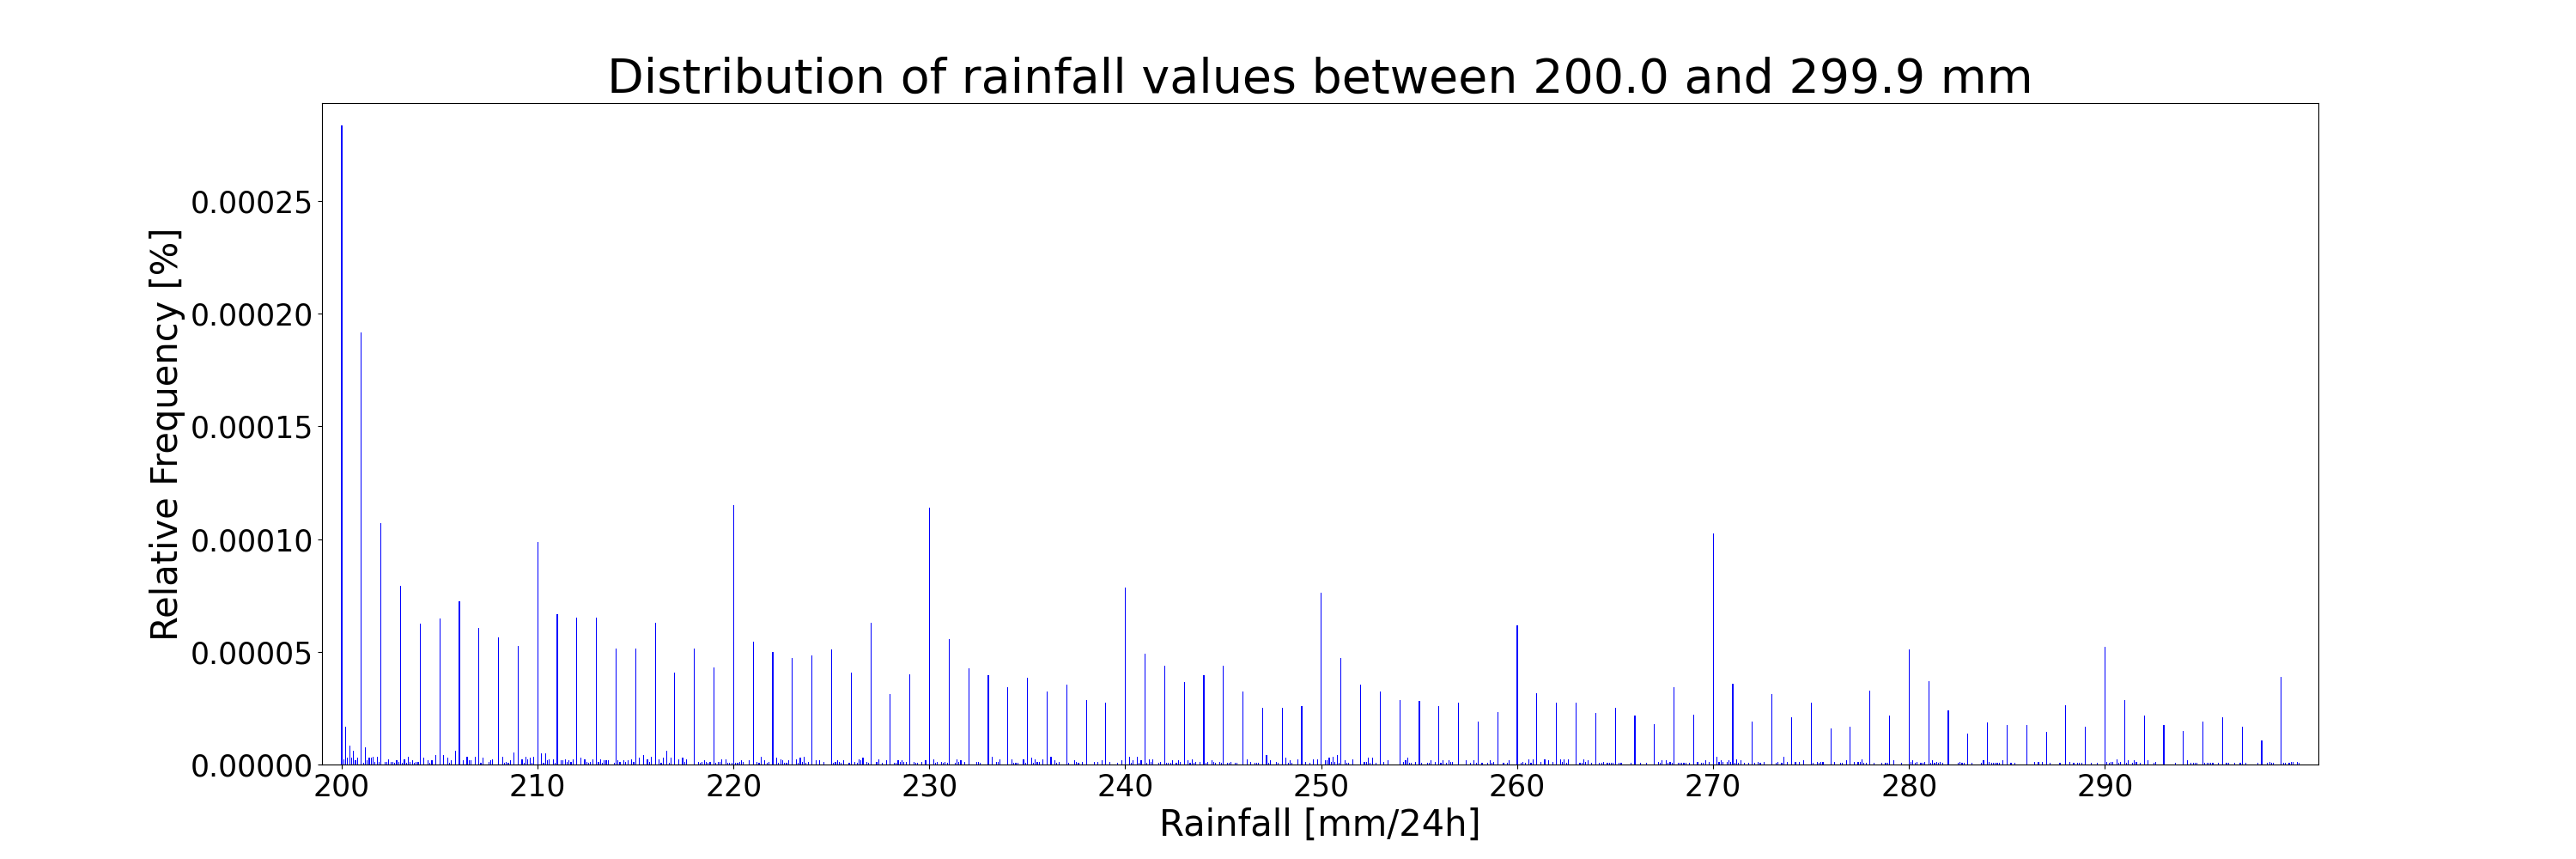 Distribution of rainfall values between 200.0 and 299.9 mm
Relative Frequency [%]
0.00025
0.00020
0.00015
0.00010
0.00005
0.00000
200 210 220 230 240 250 260 270 280 290
Rainfall [mm/24h]